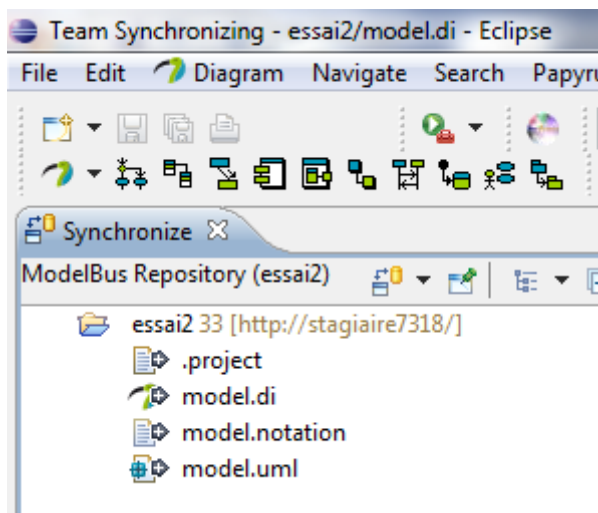 Team Synchronizing - essai2/model.di - Eclipse
File Edit Diagram Navigate Search Papyru
Synchronize
ModelBus Repository (essai2)
essai2 33 [http://stagiaire7318/]
.project
model.di
model.notation
model.uml